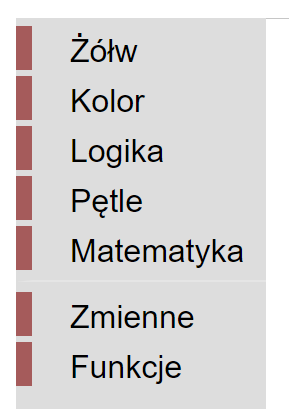 Żółw
Kolor
Logika
Pętle
Matematyka
Zmienne
Funkcje